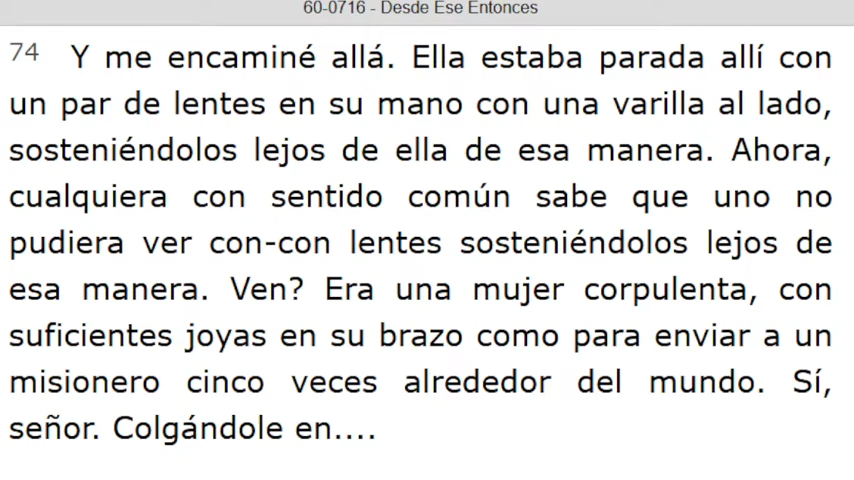 60-0716 - Desde Ese Entonces
74 Y me encaminé allá. Ella estaba parada allí con
un par de lentes en su mano con una varilla al lado,
sosteniéndolos lejos de ella de esa manera. Ahora,
cualquiera con sentido común sabe que uno no
pudiera ver con-con lentes sosteniéndolos lejos de
esa manera. Ven? Era una mujer corpulenta, con
suficientes joyas en su brazo como para enviar a un
misionero cinco veces alrededor del mundo. Sí,
señor. Colgándole en....